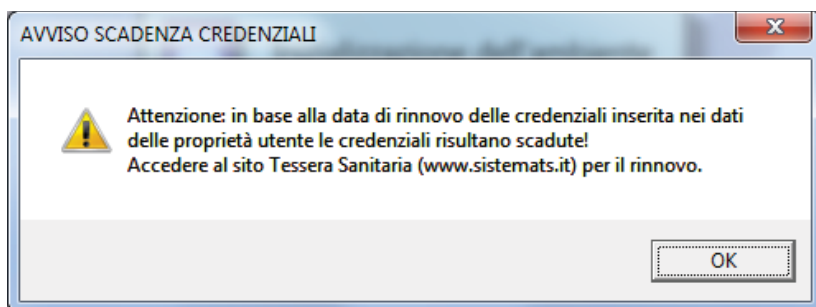 AVVISO SCADENZA CREDENZIALI
Attenzione: in base alla data di rinnovo delle credenziali inserita nei dati
delle proprietà utente le credenziali risultano scadute!
Accedere al sito Tessera Sanitaria (www.sistemats.it) per il rinnovo.
OK